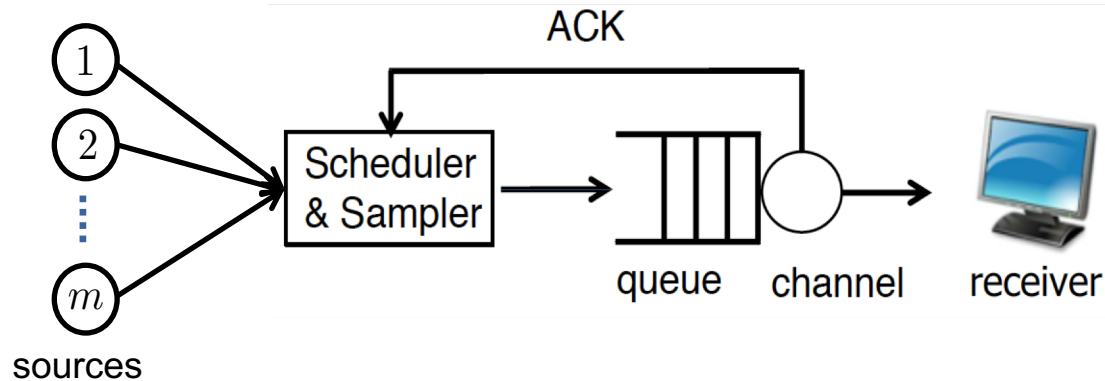 ACK
1
2
m
Scheduler
& Sampler
queue
channel
receiver
sources